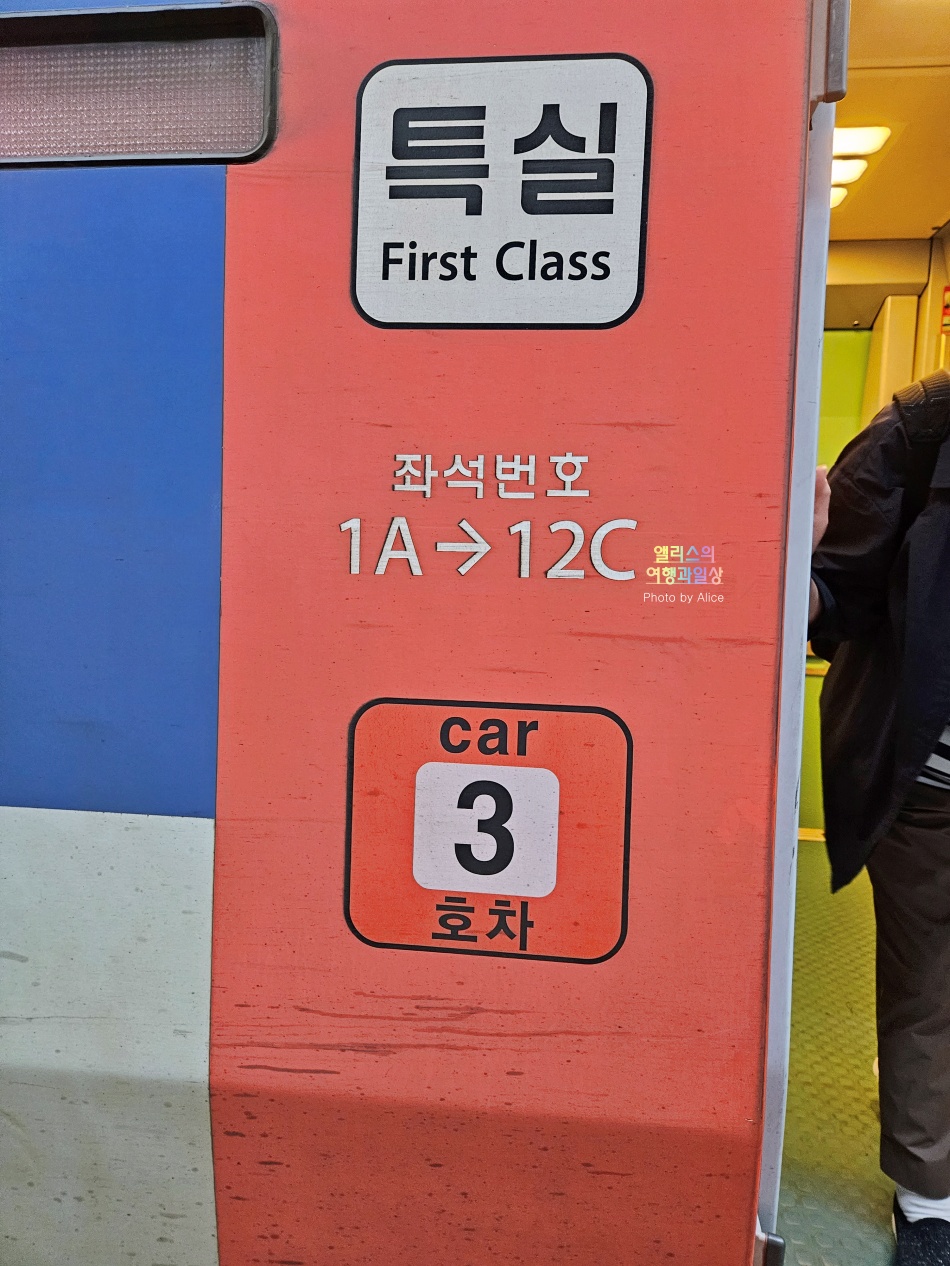 특실
First Class
좌석번호
1A→12C
앨리스의
여행과일상
Photo by Alice
car
3
호차